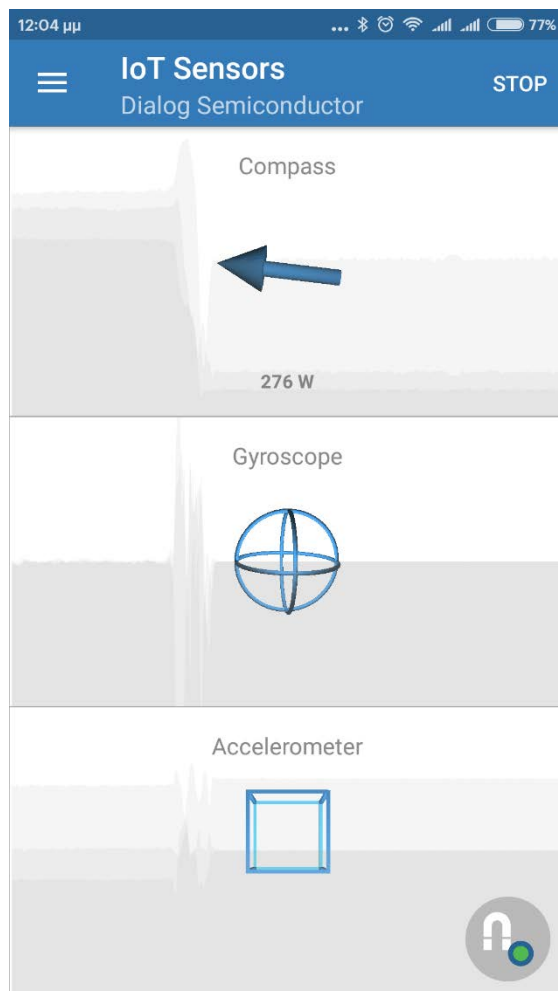 12:04 μμ ... 77%
IoT Sensors
STOP
Dialog Semiconductor
Compass
276 W
Gyroscope
Accelerometer